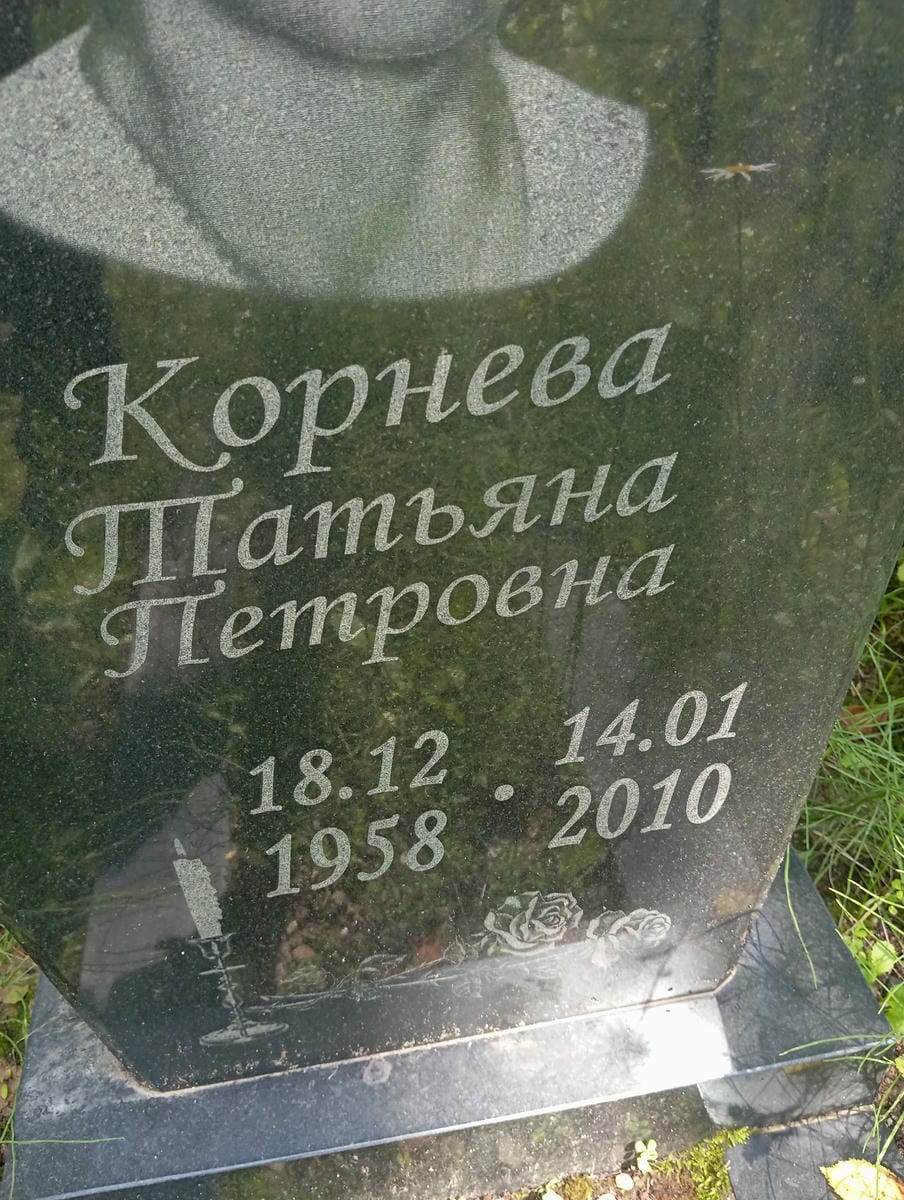 Корнева
Татьяна
Петровна
18.12 · 14.01
1958 2010